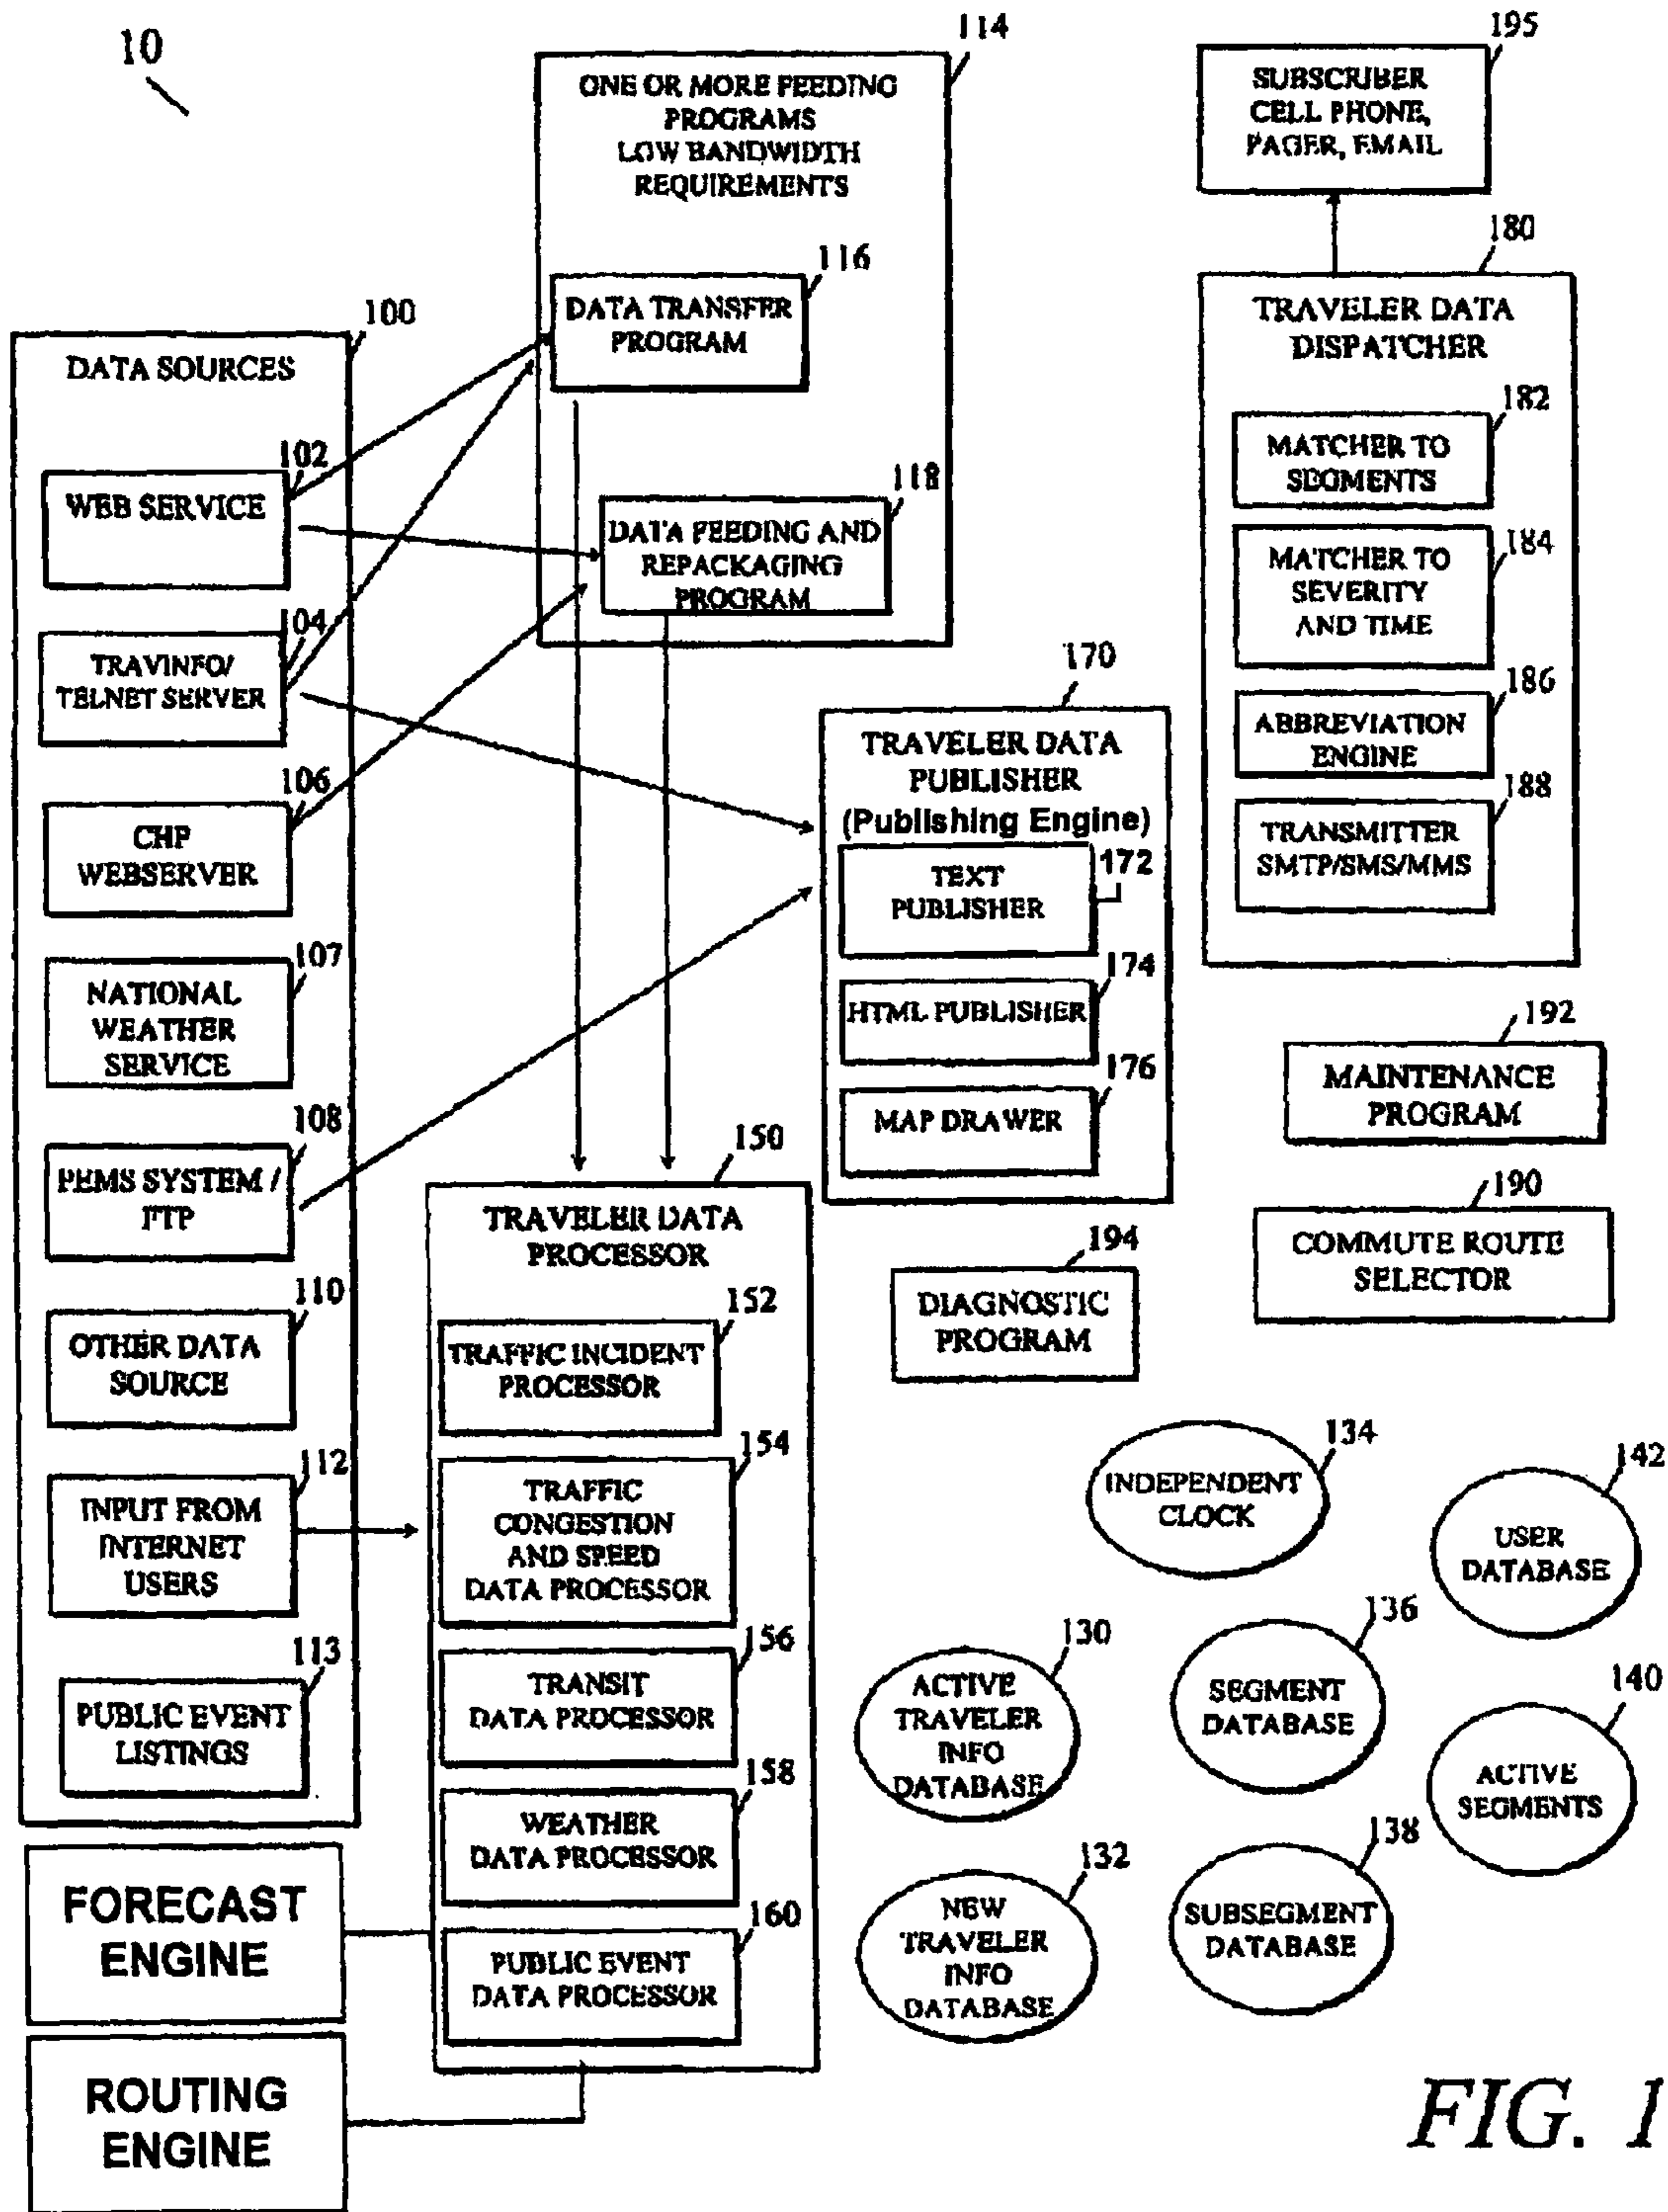 10
114
ONE OR MORE FEEDING
PROGRAMS
LOW BANDWIDTH
REQUIREMENTS
116
DATA TRANSFER
PROGRAM
118
DATA FEEDING AND
REPACKAGING
PROGRAM
195
SUBSCRIBER
CELL PHONE,
PAGER, EMAIL
180
TRAVELER DATA
DISPATCHER
182
MATCHER TO
SEGMENTS
184
MATCHER TO
SEVERITY
AND TIME
186
ABBREVIATION
ENGINE
188
TRANSMITTER
SMTP/SMS/MMS
100
DATA SOURCES
102
WEB SERVICE
104
TRAVINFO/
TELNET SERVER
106
CHP
WEBSERVER
107
NATIONAL
WEATHER
SERVICE
108
PEMS SYSTEM /
FTP
110
OTHER DATA
SOURCE
112
INPUT FROM
INTERNET
USERS
113
PUBLIC EVENT
LISTINGS
170
TRAVELER DATA
PUBLISHER
(Publishing Engine)
172
TEXT
PUBLISHER
174
HTML PUBLISHER
176
MAP DRAWER
192
MAINTENANCE
PROGRAM
190
COMMUTE ROUTE
SELECTOR
194
DIAGNOSTIC
PROGRAM
150
TRAVELER DATA
PROCESSOR
152
TRAFFIC INCIDENT
PROCESSOR
154
TRAFFIC
CONGESTION
AND SPEED
DATA PROCESSOR
156
TRANSIT
DATA PROCESSOR
158
WEATHER
DATA PROCESSOR
160
PUBLIC EVENT
DATA PROCESSOR
134
INDEPENDENT
CLOCK
142
USER
DATABASE
130
ACTIVE
TRAVELER
INFO
DATABASE
136
SEGMENT
DATABASE
140
ACTIVE
SEGMENTS
132
NEW
TRAVELER
INFO
DATABASE
138
SUBSEGMENT
DATABASE
FORECAST
ENGINE
ROUTING
ENGINE
FIG. 1